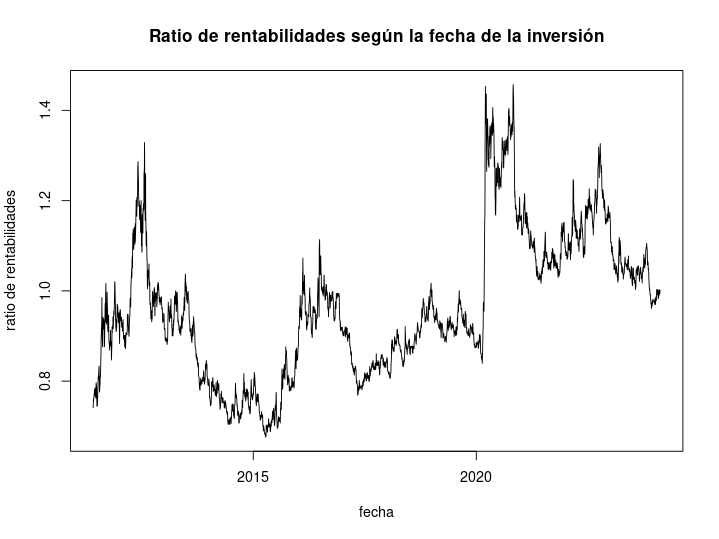 Ratio de rentabilidades según la fecha de la inversión
ratio de rentabilidades
1.4
1.2
1.0
0.8
2015 2020
fecha